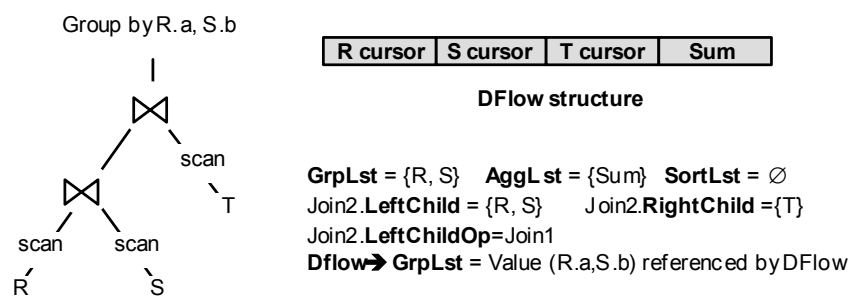 Group by R.a, S.b
scan
T
scan scan
R S
R cursor S cursor T cursor Sum
DFlow structure
GrpLst = {R, S} AggLst = {Sum} SortLst = ∅
Join2.LeftChild = {R, S} Join2.RightChild ={T}
Join2.LeftChildOp=Join1
Dflow➔ GrpLst = Value (R.a,S.b) referenced by DFlow